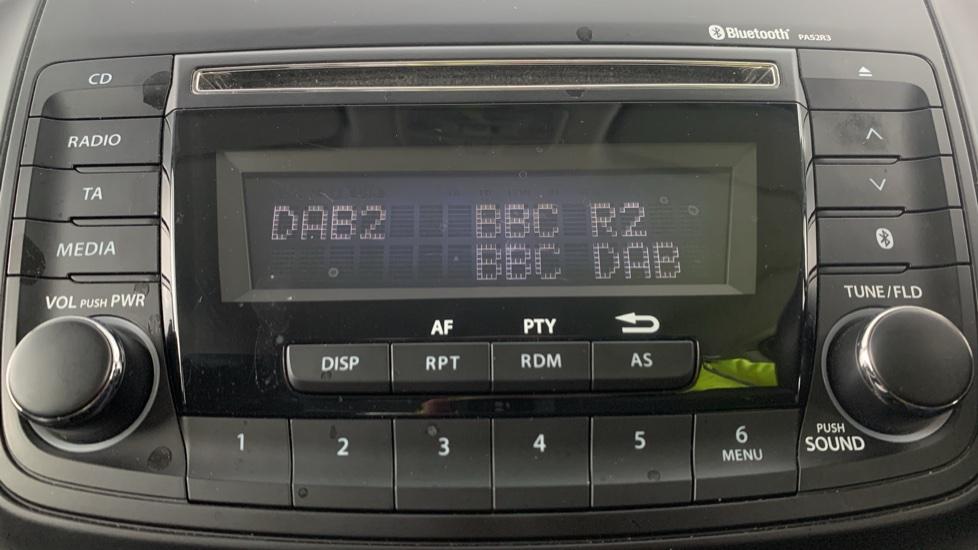 Bluetooth PA52R3
CD
RADIO
TA
MEDIA
VOL PUSH PWR
DAB2 BBC R2
BBC DAB
AF PTY
DISP RPT RDM AS
1 2 3 4 5 6
MENU
TUNE/FLD
PUSH
SOUND